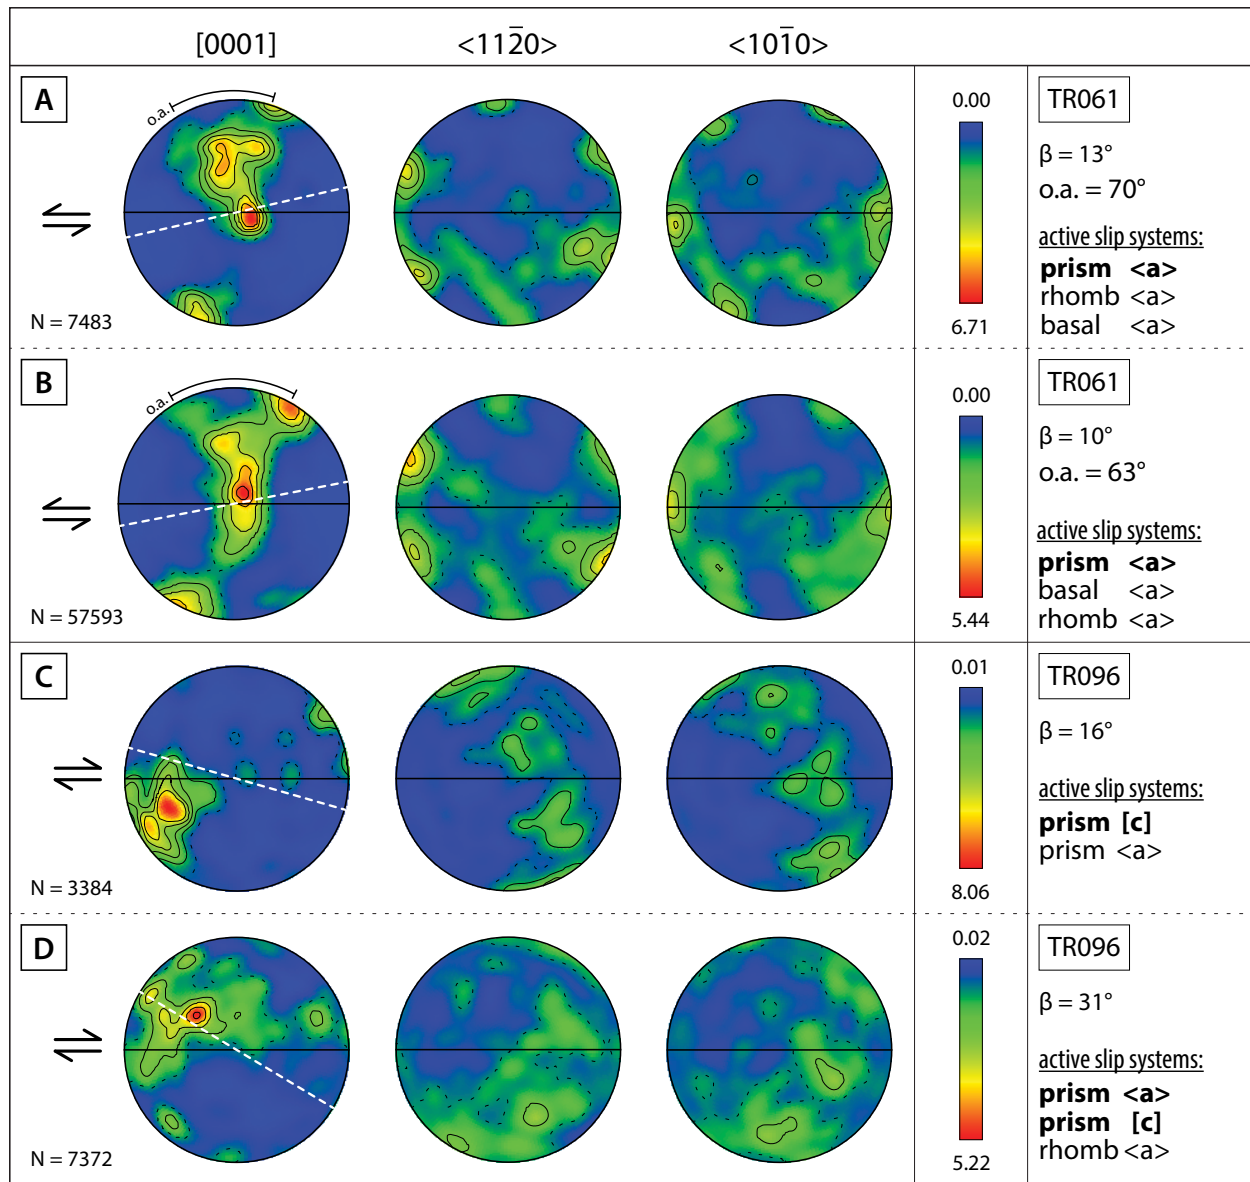 [0001] <112̅0> <101̅0>
A
o.a.
N = 7483
0.00
6.71
TR061
β = 13°
o.a. = 70°
active slip systems:
prism <a>
rhomb <a>
basal <a>
B
o.a.
N = 57593
0.00
5.44
TR061
β = 10°
o.a. = 63°
active slip systems:
prism <a>
basal <a>
rhomb <a>
C
N = 3384
0.01
8.06
TR096
β = 16°
active slip systems:
prism [c]
prism <a>
D
N = 7372
0.02
5.22
TR096
β = 31°
active slip systems:
prism <a>
prism [c]
rhomb <a>